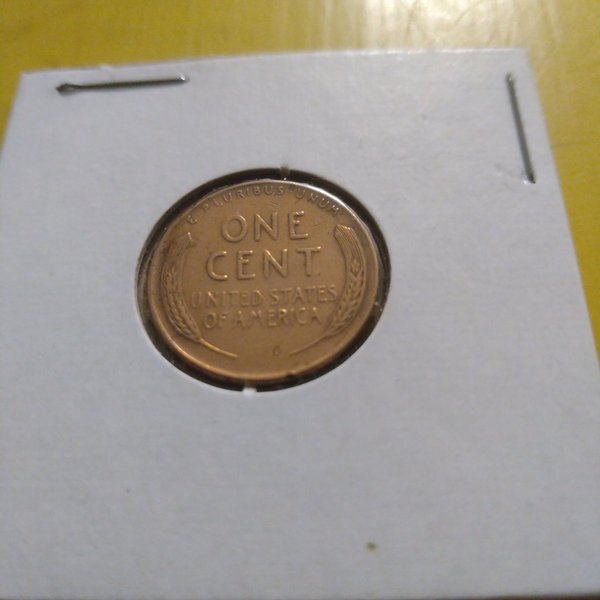 E PLURIBUS UNUM
ONE
CENT
UNITED STATES
OF AMERICA